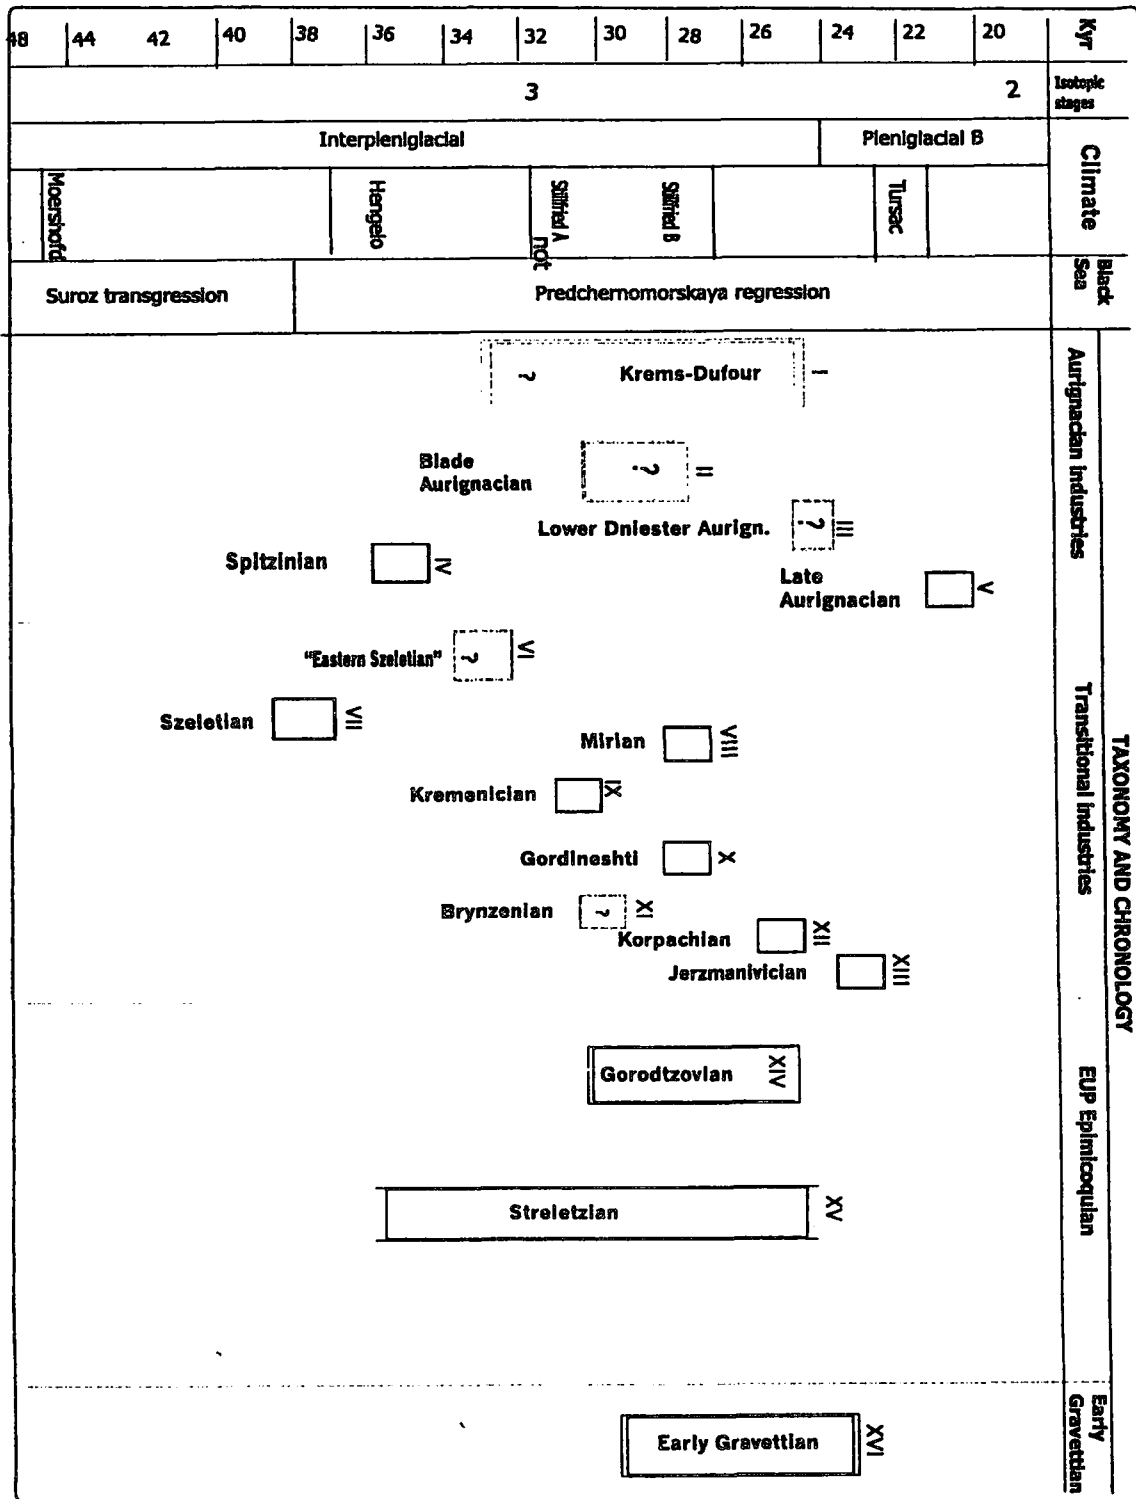 48 44 42 40 38 36 34 32 30 28 26 24 22 20 Kyr
3 2 Isotopic
stages
Interpleniglacial Pleniglacial B Climate
Moershofd Hengelo Stillfried A not Stillfried B Tursac
Suroz transgression Predchernomorskaya regression Black
Sea
TAXONOMY AND CHRONOLOGY
Aurignacian industries
? Krems-Dufour I
Blade
Aurignacian ? II
Lower Dniester Aurign. ? III
Spitzinian IV
Late
Aurignacian V
Transitional industries
"Eastern Szeletian" ? VI
Szeletian VII
Mirian VIII
Kremenician IX
Gordineshti X
Brynzenian ? XI
Korpachian XII
Jerzmanivician XIII
EUP Epimicoquian
Gorodtzovian XIV
Streletzian XV
Early
Gravettian
Early Gravettian XVI